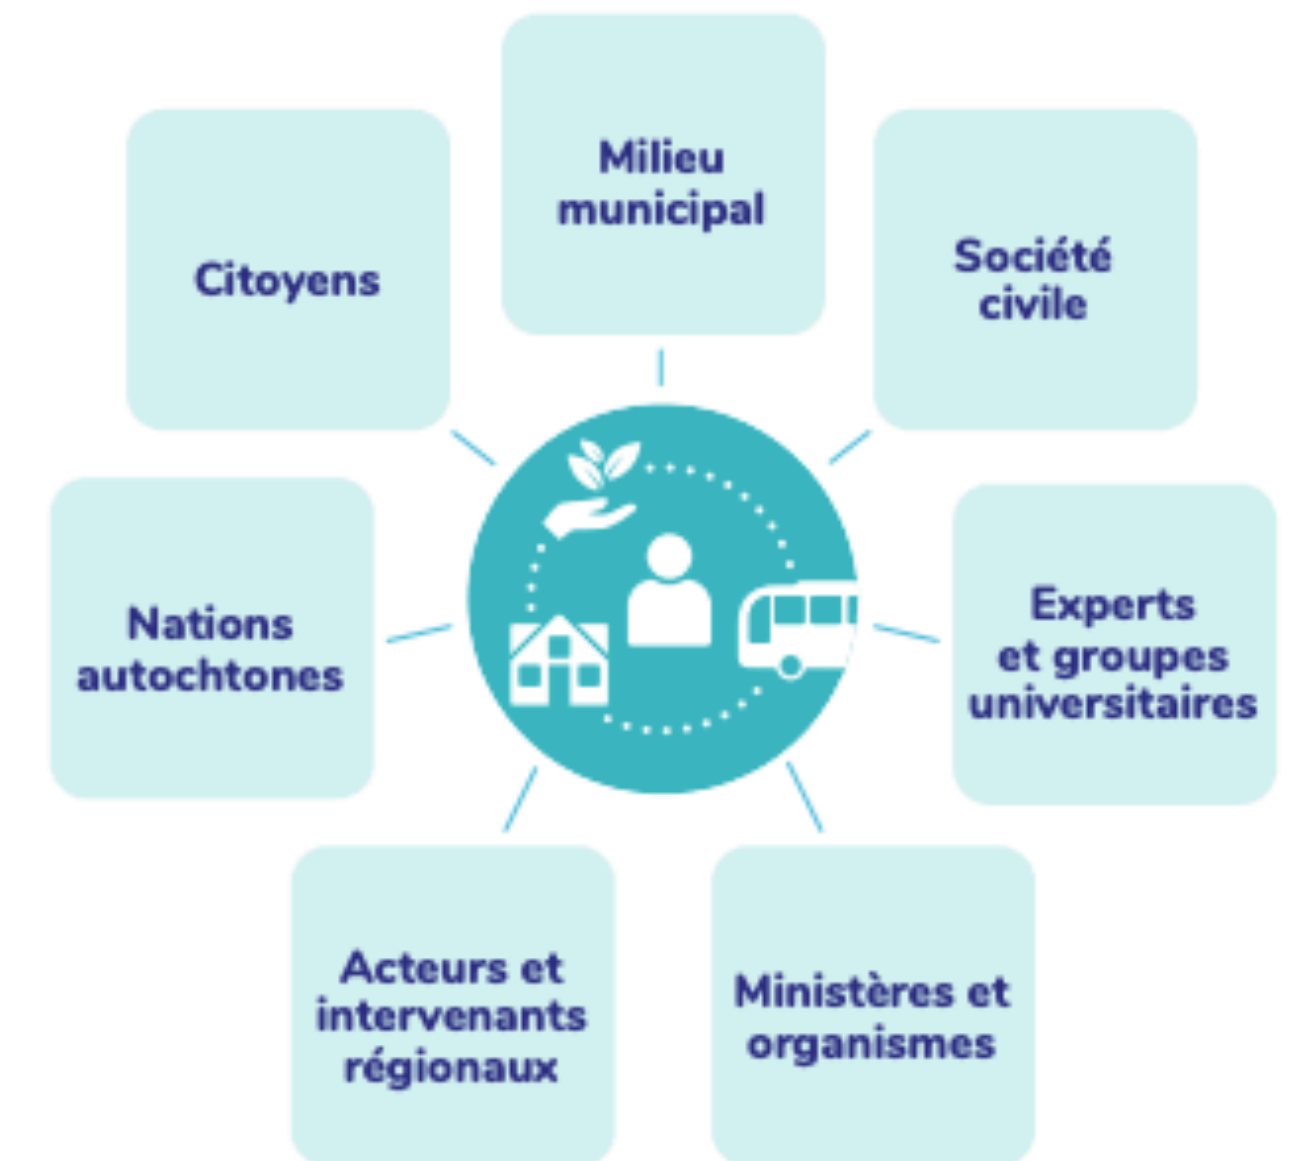 Milieu
municipal
Citoyens
Société
civile
Nations
autochtones
Experts
et groupes
universitaires
Acteurs et
intervenants
régionaux
Ministères et
organismes